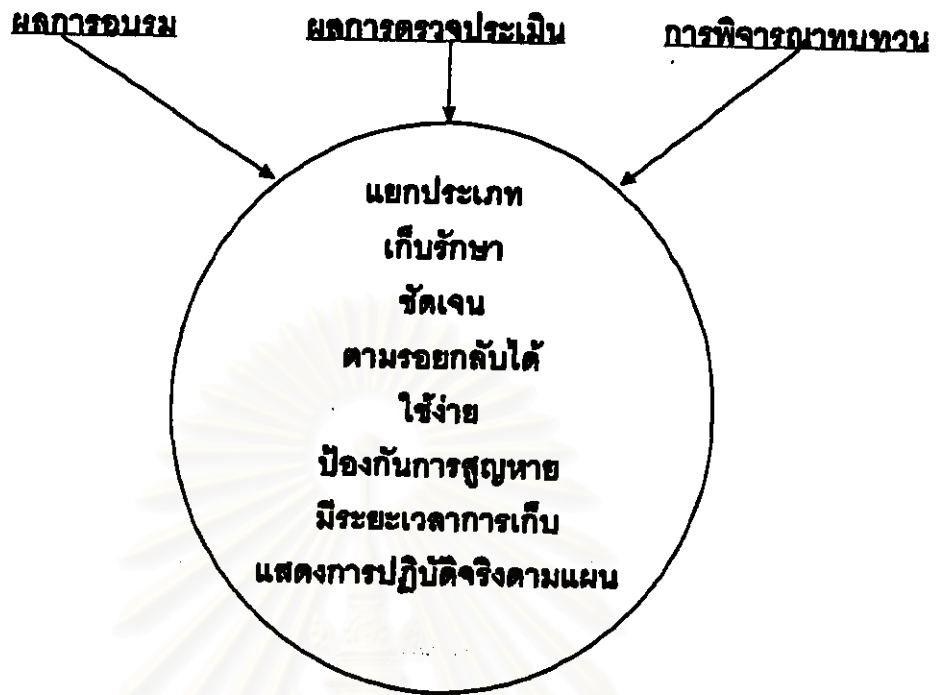 ผลการอบรม ผลการตรวจประเมิน การพิจารณาทบทวน
แยกประเภท
เก็บรักษา
ชัดเจน
ตามรอยกลับได้
ใช้ง่าย
ป้องกันการสูญหาย
มีระยะเวลาการเก็บ
แสดงการปฏิบัติจริงตามแผน